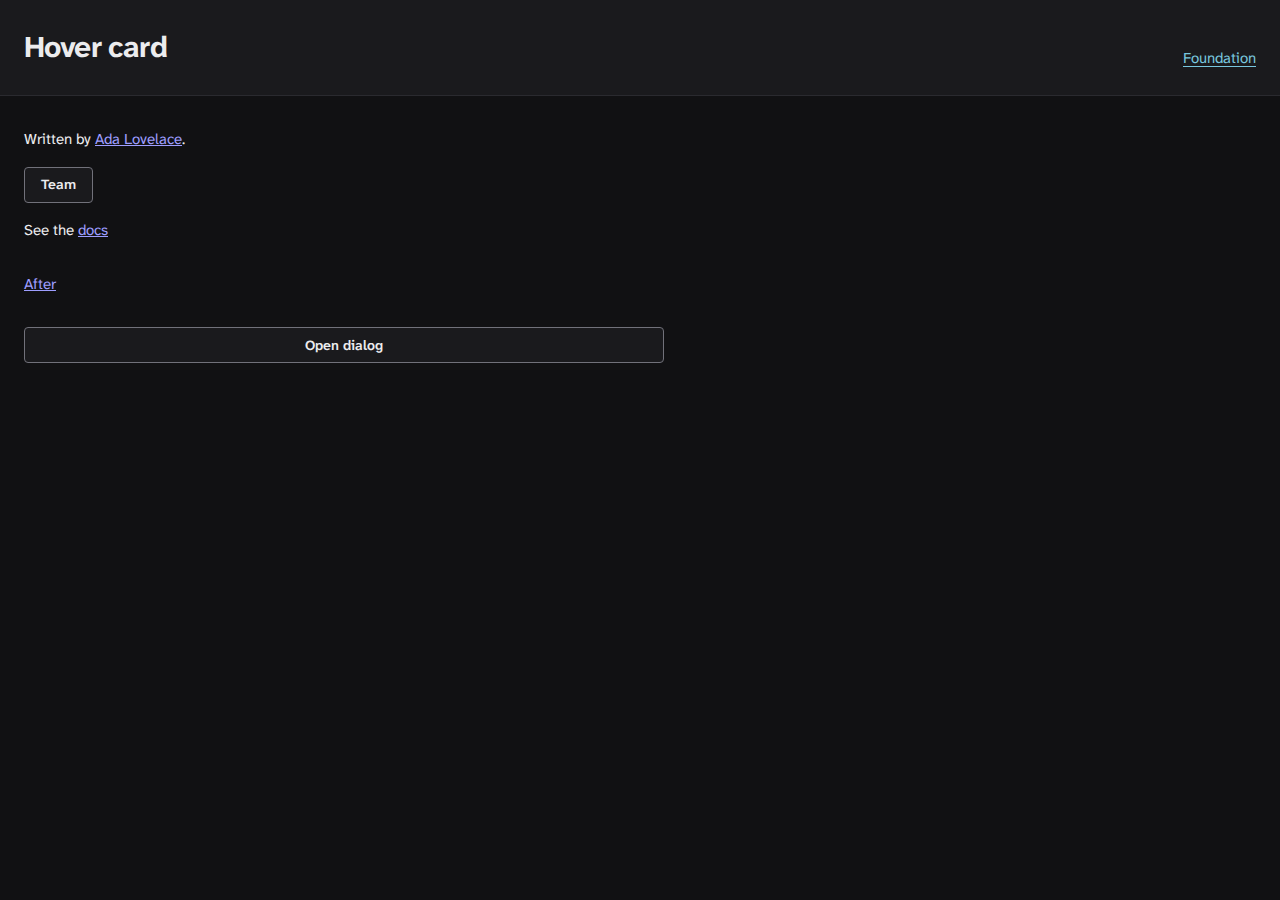 Hover card
Foundation
Written by Ada Lovelace.
Team
See the docs
After
Open dialog